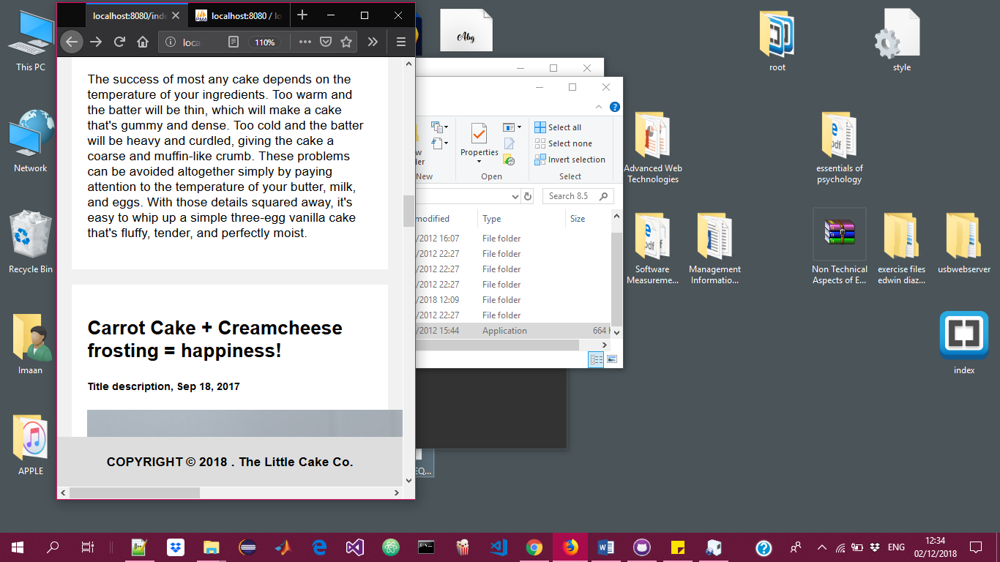 This PC
Network
Recycle Bin
Imaan
APPLE
localhost:8080/inde
PMA
localhost:8080 / lo
loca
110%
The success of most any cake depends on the
temperature of your ingredients. Too warm and
the batter will be thin, which will make a cake
that's gummy and dense. Too cold and the batter
will be heavy and curdled, giving the cake a
coarse and muffin-like crumb. These problems
can be avoided altogether simply by paying
attention to the temperature of your butter, milk,
and eggs. With those details squared away, it's
easy to whip up a simple three-egg vanilla cake
that's fluffy, tender, and perfectly moist.
Carrot Cake + Creamcheese
frosting = happiness!
Title description, Sep 18, 2017
COPYRIGHT © 2018 . The Little Cake Co.
Abg
w
der
New
Properties
Open
Select all
Select none
Invert selection
Select
Search 8.5
modified
Type
Size
/2012 16:07
File folder
/2012 22:27
File folder
/2012 22:27
File folder
/2012 22:27
File folder
/2018 12:09
File folder
/2012 22:27
File folder
/2012 15:44
Application
664
EQ...
root
style
Advanced Web
Technologies
essentials of
psychology
Software
Measureme...
Management
Informatio...
Non Technical
Aspects of E...
exercise files
edwin diaz...
usbwebserver
index
ENG
12:34
02/12/2018